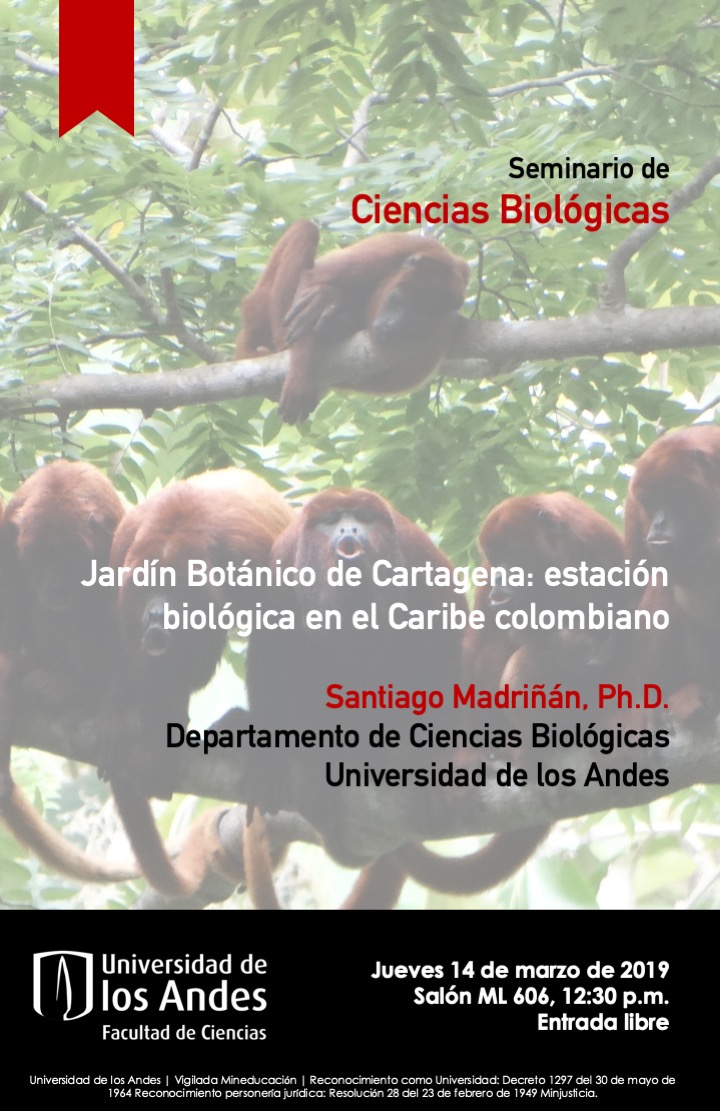 Seminario de
Ciencias Biológicas
Jardín Botánico de Cartagena: estación
biológica en el Caribe colombiano
Santiago Madriñán, Ph.D.
Departamento de Ciencias Biológicas
Universidad de los Andes
Universidad de
los Andes
Facultad de Ciencias
Jueves 14 de marzo de 2019
Salón ML 606, 12:30 p.m.
Entrada libre
Universidad de los Andes | Vigilada Mineducación | Reconocimiento como Universidad: Decreto 1297 del 30 de mayo de
1964 Reconocimiento personería jurídica: Resolución 28 del 23 de febrero de 1949 Minjusticia.